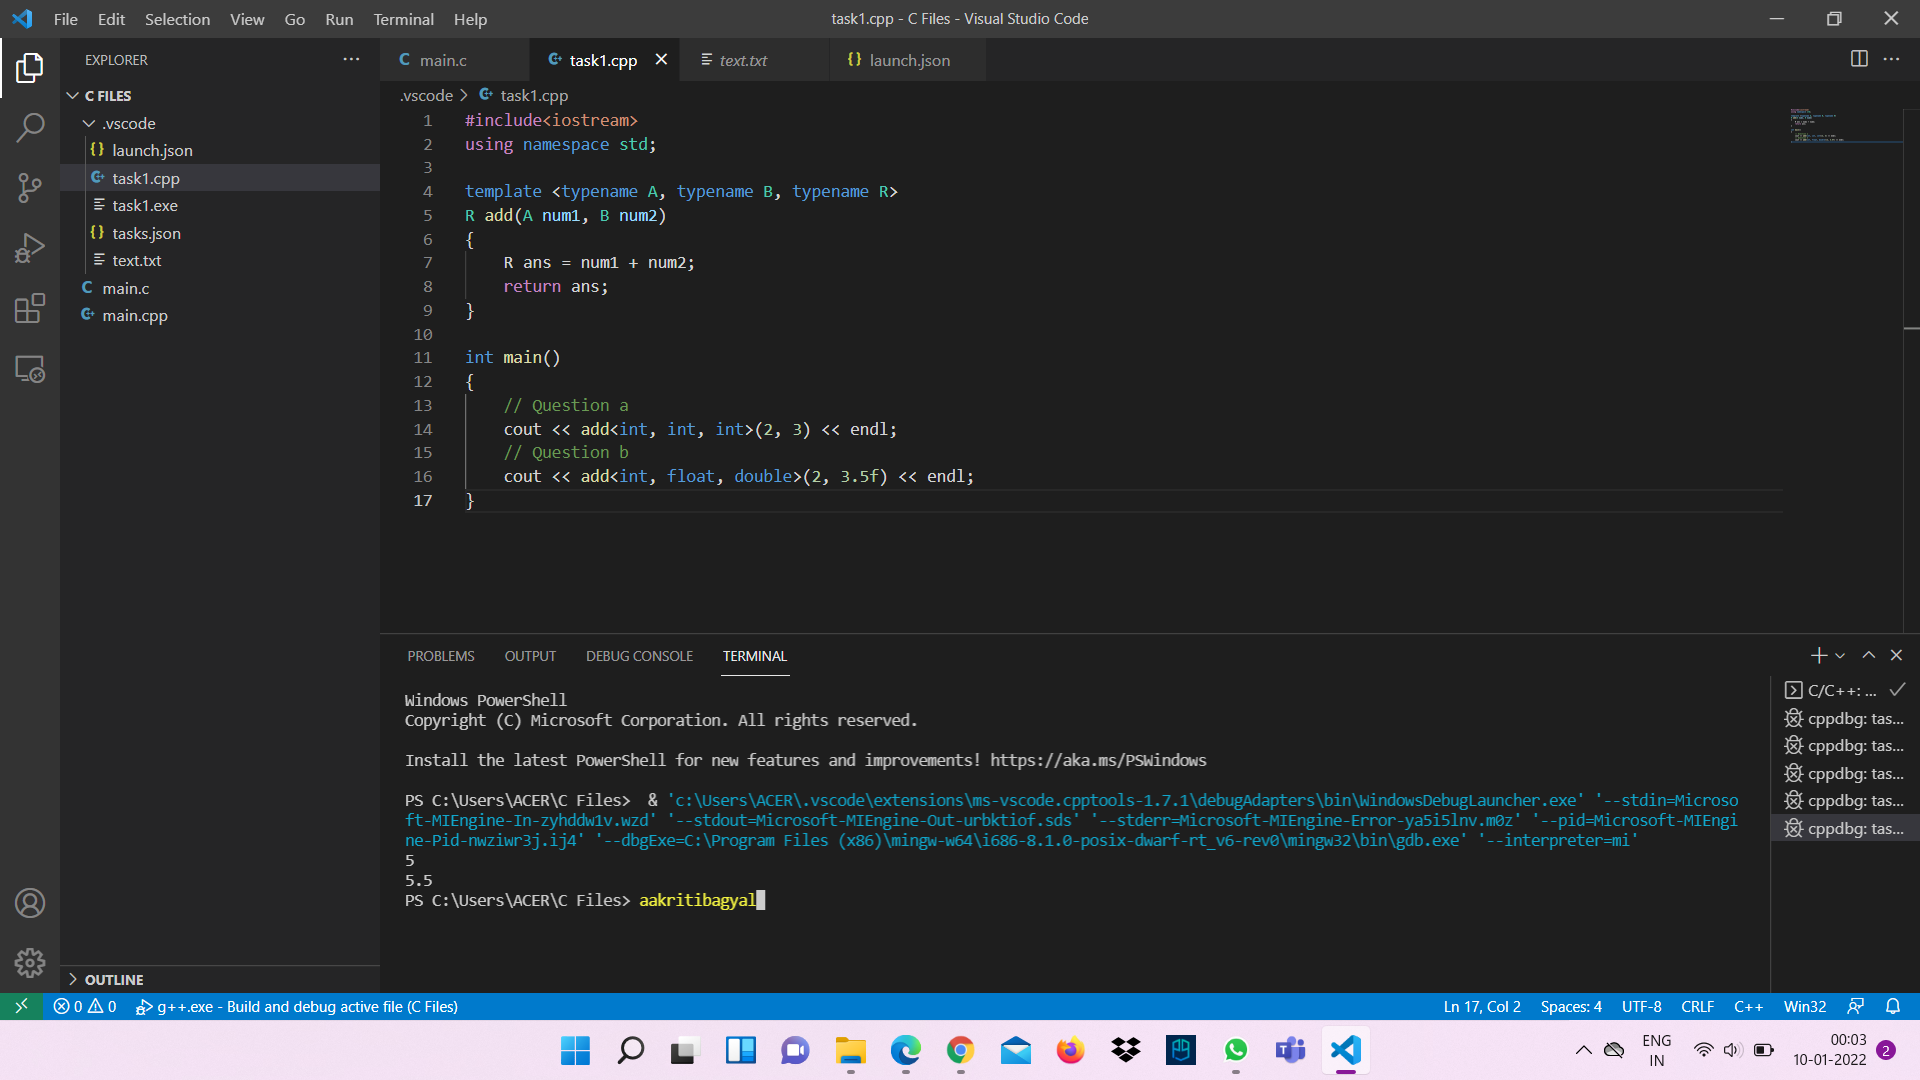 File Edit Selection View Go Run Terminal Help
task1.cpp - C Files - Visual Studio Code
EXPLORER
C FILES
.vscode
launch.json
task1.cpp
task1.exe
tasks.json
text.txt
main.c
main.cpp
OUTLINE
main.c task1.cpp text.txt launch.json
.vscode > task1.cpp
1 #include<iostream>
2 using namespace std;
3
4 template <typename A, typename B, typename R>
5 R add(A num1, B num2)
6 {
7 R ans = num1 + num2;
8 return ans;
9 }
10
11 int main()
12 {
13 // Question a
14 cout << add<int, int, int>(2, 3) << endl;
15 // Question b
16 cout << add<int, float, double>(2, 3.5f) << endl;
17 }
PROBLEMS OUTPUT DEBUG CONSOLE TERMINAL
Windows PowerShell
Copyright (C) Microsoft Corporation. All rights reserved.
Install the latest PowerShell for new features and improvements! https://aka.ms/PSWindows
PS C:\Users\ACER\C Files>  & 'c:\Users\ACER\.vscode\extensions\ms-vscode.cpptools-1.7.1\debugAdapters\bin\WindowsDebugLauncher.exe' '--stdin=Microso
ft-MIEngine-In-zyhddw1v.wzd' '--stdout=Microsoft-MIEngine-Out-urbktiof.sds' '--stderr=Microsoft-MIEngine-Error-ya5i5lnv.m0z' '--pid=Microsoft-MIEngi
ne-Pid-nwziwr3j.ij4' '--dbgExe=C:\Program Files (x86)\mingw-w64\i686-8.1.0-posix-dwarf-rt_v6-rev0\mingw32\bin\gdb.exe' '--interpreter=mi'
5
5.5
PS C:\Users\ACER\C Files> aakritibagyal
C/C++: ...
cppdbg: tas...
cppdbg: tas...
cppdbg: tas...
cppdbg: tas...
cppdbg: tas...
0 0 g++.exe - Build and debug active file (C Files)
Ln 17, Col 2 Spaces: 4 UTF-8 CRLF C++ Win32
ENG
IN
00:03
10-01-2022
2